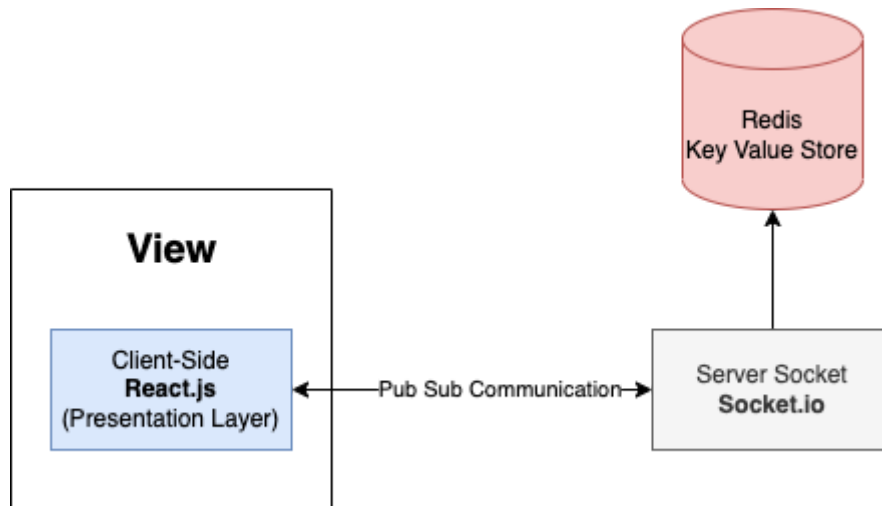 Redis
Key Value Store
View
Client-Side
React.js
(Presentation Layer)
Pub Sub Communication
Server Socket
Socket.io